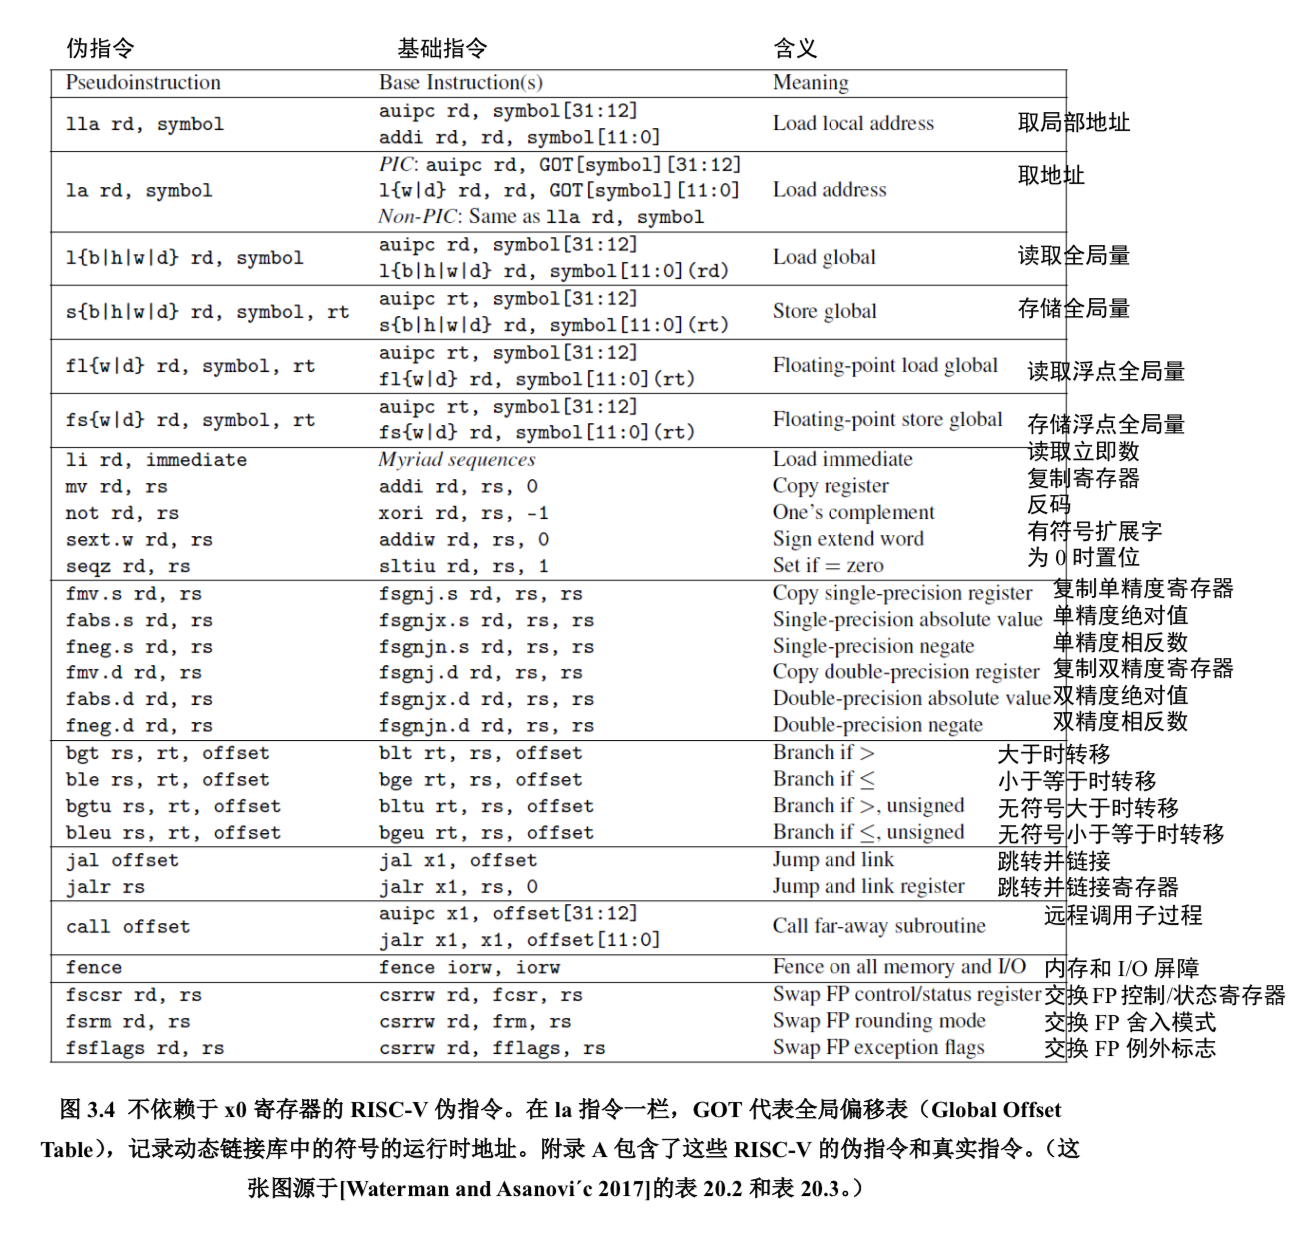 伪指令 基础指令 含义
Pseudoinstruction Base Instruction(s) Meaning
lla rd, symbol auipc rd, symbol[31:12] Load local address 取局部地址
addi rd, rd, symbol[11:0]
la rd, symbol PIC: auipc rd, GOT[symbol][31:12] Load address 取地址
l{w|d} rd, rd, GOT[symbol][11:0]
Non-PIC: Same as lla rd, symbol
l{b|h|w|d} rd, symbol auipc rd, symbol[31:12] Load global 读取全局量
l{b|h|w|d} rd, symbol[11:0](rd)
s{b|h|w|d} rd, symbol, rt auipc rt, symbol[31:12] Store global 存储全局量
s{b|h|w|d} rd, symbol[11:0](rt)
fl{w|d} rd, symbol, rt auipc rt, symbol[31:12] Floating-point load global 读取浮点全局量
fl{w|d} rd, symbol[11:0](rt)
fs{w|d} rd, symbol, rt auipc rt, symbol[31:12] Floating-point store global 存储浮点全局量
fs{w|d} rd, symbol[11:0](rt)
li rd, immediate Myriad sequences Load immediate 读取立即数
mv rd, rs addi rd, rs, 0 Copy register 复制寄存器
not rd, rs xori rd, rs, -1 One's complement 反码
sext.w rd, rs addiw rd, rs, 0 Sign extend word 有符号扩展字
seqz rd, rs sltiu rd, rs, 1 Set if = zero 为 0 时置位
fmv.s rd, rs fsgnj.s rd, rs, rs Copy single-precision register 复制单精度寄存器
fabs.s rd, rs fsgnjx.s rd, rs, rs Single-precision absolute value 单精度绝对值
fneg.s rd, rs fsgnjn.s rd, rs, rs Single-precision negate 单精度相反数
fmv.d rd, rs fsgnj.d rd, rs, rs Copy double-precision register 复制双精度寄存器
fabs.d rd, rs fsgnjx.d rd, rs, rs Double-precision absolute value 双精度绝对值
fneg.d rd, rs fsgnjn.d rd, rs, rs Double-precision negate 双精度相反数
bgt rs, rt, offset blt rt, rs, offset Branch if > 大于时转移
ble rs, rt, offset bge rt, rs, offset Branch if ≤ 小于等于时转移
bgtu rs, rt, offset bltu rt, rs, offset Branch if >, unsigned 无符号大于时转移
bleu rs, rt, offset bgeu rt, rs, offset Branch if ≤, unsigned 无符号小于等于时转移
jal offset jal x1, offset Jump and link 跳转并链接
jalr rs jalr x1, rs, 0 Jump and link register 跳转并链接寄存器
call offset auipc x1, offset[31:12] Call far-away subroutine 远程调用子过程
jalr x1, x1, offset[11:0]
fence fence iorw, iorw Fence on all memory and I/O 内存和 I/O 屏障
fscsr rd, rs csrrw rd, fcsr, rs Swap FP control/status register 交换 FP 控制/状态寄存器
fsrm rd, rs csrrw rd, frm, rs Swap FP rounding mode 交换 FP 舍入模式
fsflags rd, rs csrrw rd, fflags, rs Swap FP exception flags 交换 FP 例外标志
图 3.4 不依赖于 x0 寄存器的 RISC-V 伪指令。在 la 指令一栏，GOT 代表全局偏移表（Global Offset
Table），记录动态链接库中的符号的运行时地址。附录 A 包含了这些 RISC-V 的伪指令和真实指令。（这
张图源于[Waterman and Asanovi´c 2017]的表 20.2 和表 20.3。）